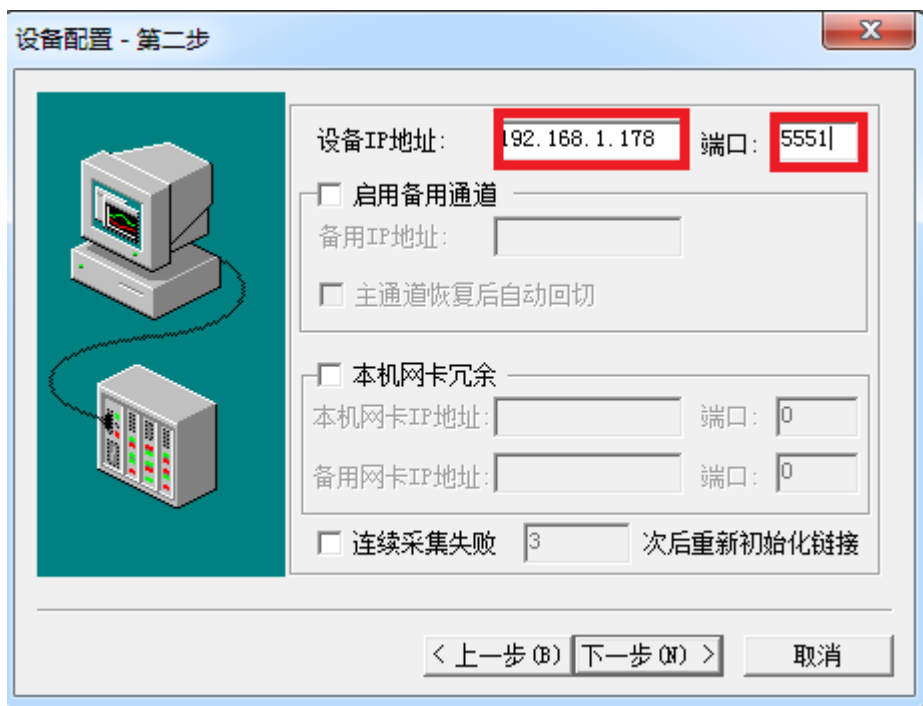 设备配置 - 第二步
设备IP地址: 192.168.1.178 端口: 5551
启用备用通道
备用IP地址:
主通道恢复后自动回切
本机网卡冗余
本机网卡IP地址: 端口: 0
备用网卡IP地址: 端口: 0
连续采集失败 3 次后重新初始化链接
< 上一步(B) 下一步(N) > 取消